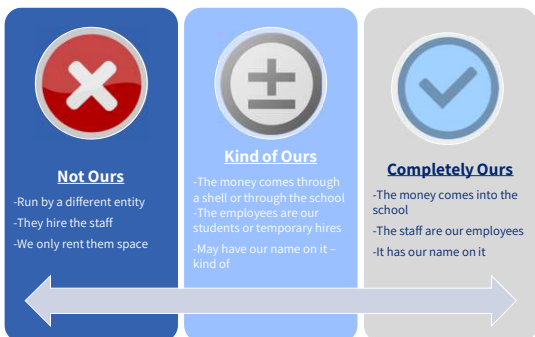 Not Ours
-Run by a different entity
-They hire the staff
-We only rent them space
Kind of Ours
-The money comes through
a shell or through the school
-The employees are our
students or temporary hires
-May have our name on it –
kind of
Completely Ours
-The money comes into the
school
-The staff are our employees
-It has our name on it